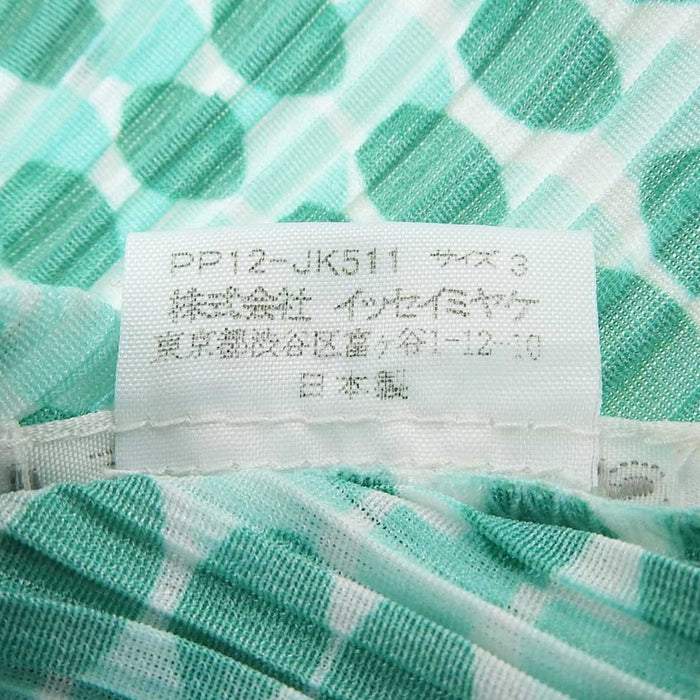 PP12-JK511 サイズ 3
株式会社 イッセイミヤケ
東京都渋谷区富ヶ谷1-12-10
日本製